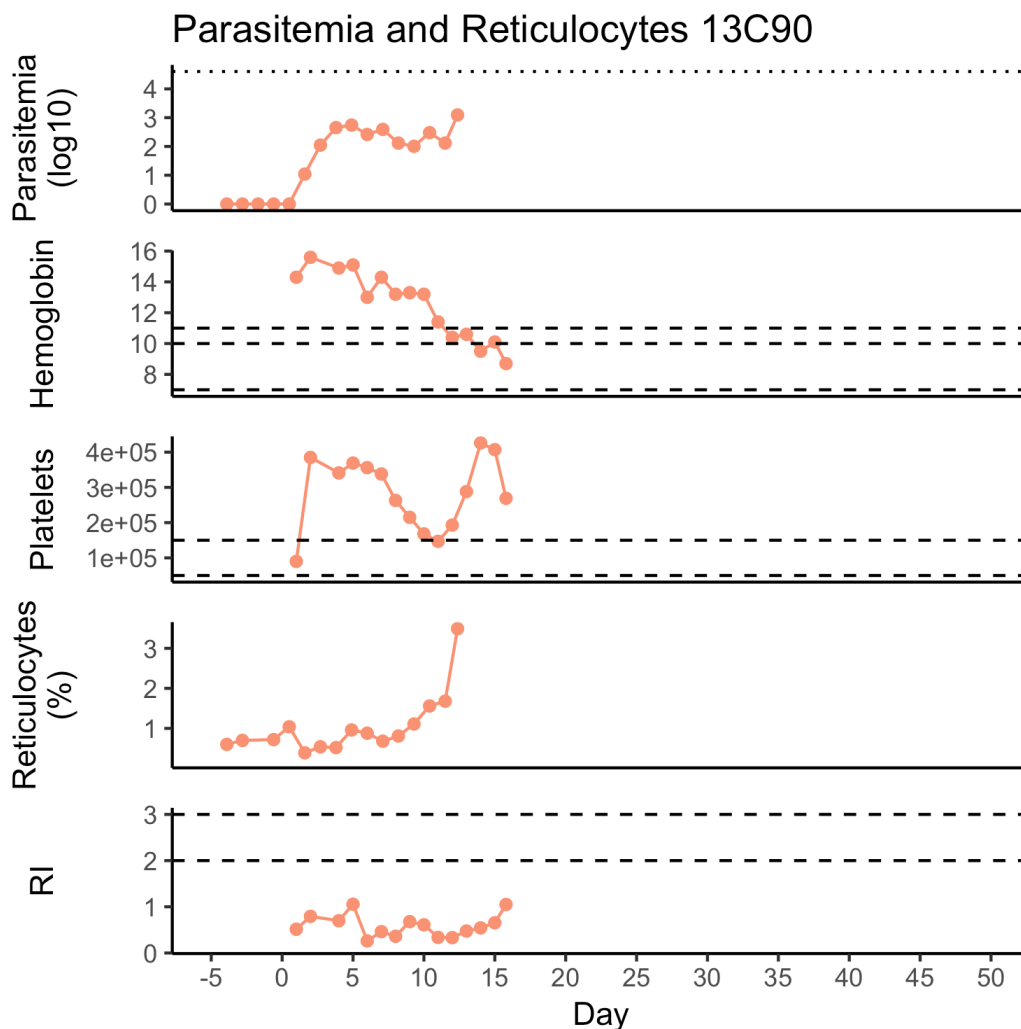 Parasitemia and Reticulocytes 13C90
Parasitemia
(log10)
4
3
2
1
0
Hemoglobin
16
14
12
10
8
Platelets
4e+05
3e+05
2e+05
1e+05
Reticulocytes
(%)
3
2
1
RI
3
2
1
0
-5 0 5 10 15 20 25 30 35 40 45 50
Day